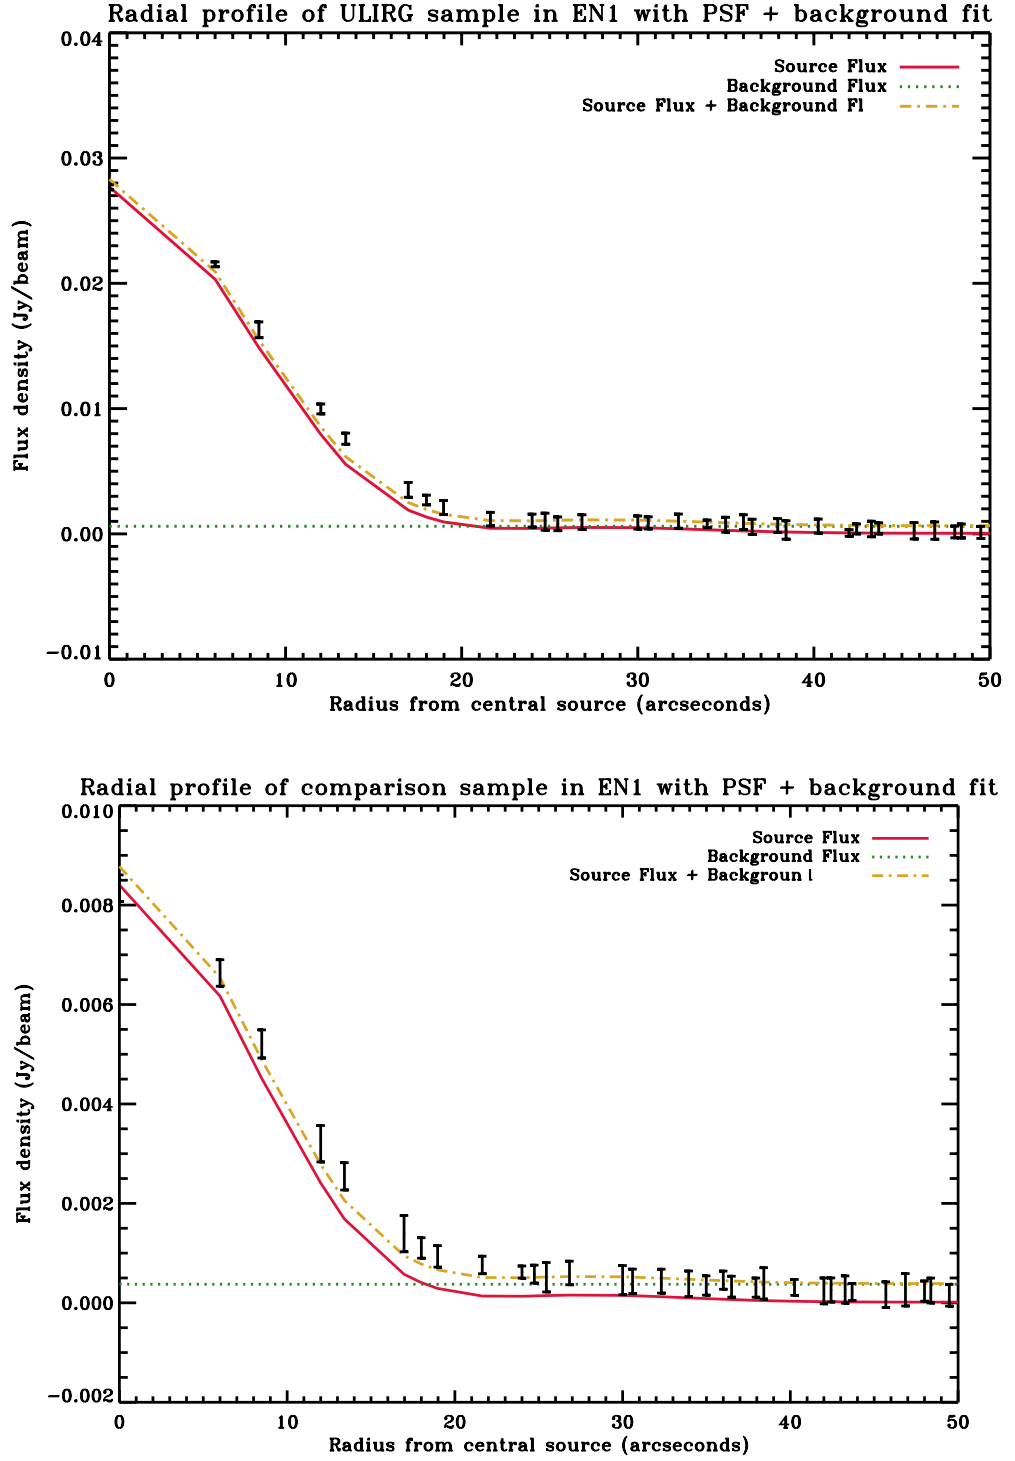 Radial profile of ULIRG sample in EN1 with PSF + background fit
0.04
Source Flux
Background Flux
Source Flux + Background Fl
0.03
0.02
0.01
0.00
-0.01
Flux density (Jy/beam)
0 10 20 30 40 50
Radius from central source (arcseconds)
Radial profile of comparison sample in EN1 with PSF + background fit
0.010
Source Flux
Background Flux
Source Flux + Backgroun l
0.008
0.006
0.004
0.002
0.000
-0.002
Flux density (Jy/beam)
0 10 20 30 40 50
Radius from central source (arcseconds)